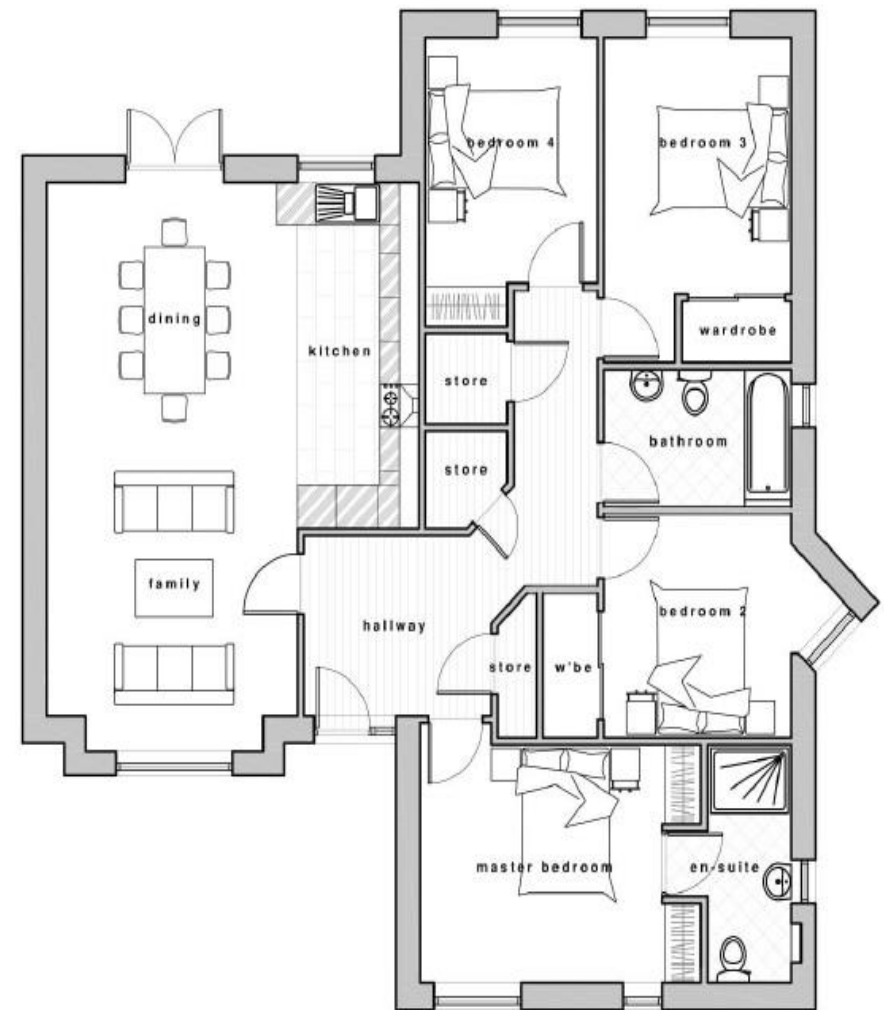 bedroom 4
bedroom 3
dining
kitchen
wardrobe
store
bathroom
store
family
hallway
store
w'be
bedroom 2
master bedroom
en-suite